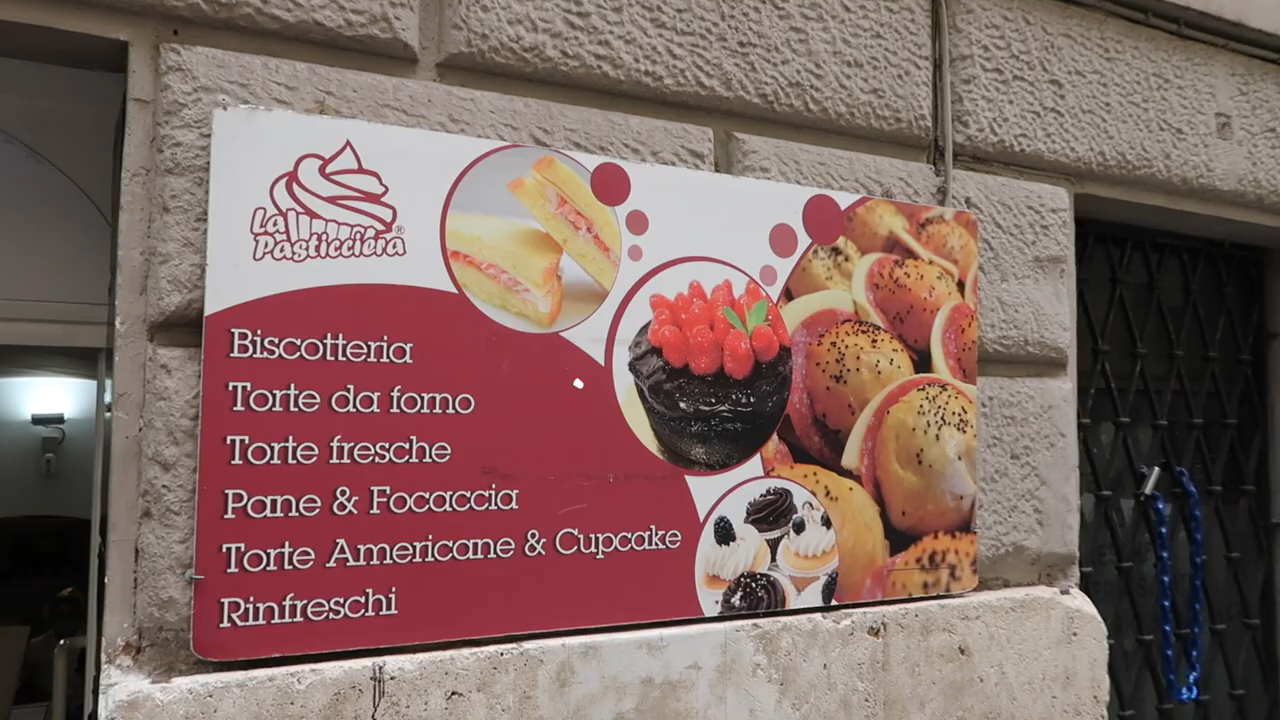 La
Pasticciera®
Biscotteria
Torte da forno
Torte fresche
Pane & Focaccia
Torte Americane & Cupcake
Rinfreschi